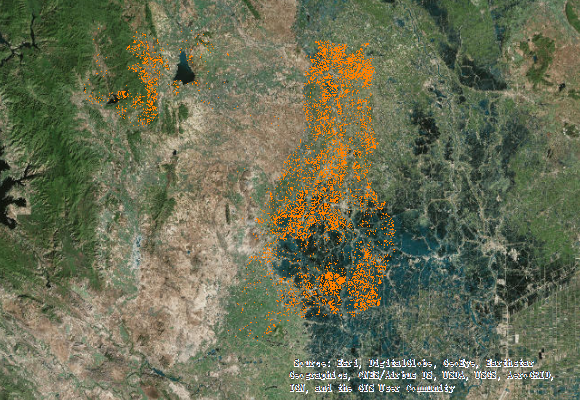 Source: Esri, DigitalGlobe, GeoEye, Earthstar
Geographics, CNES/Airbus DS, USDA, USGS, AeroGRID,
IGN, and the GIS User Community